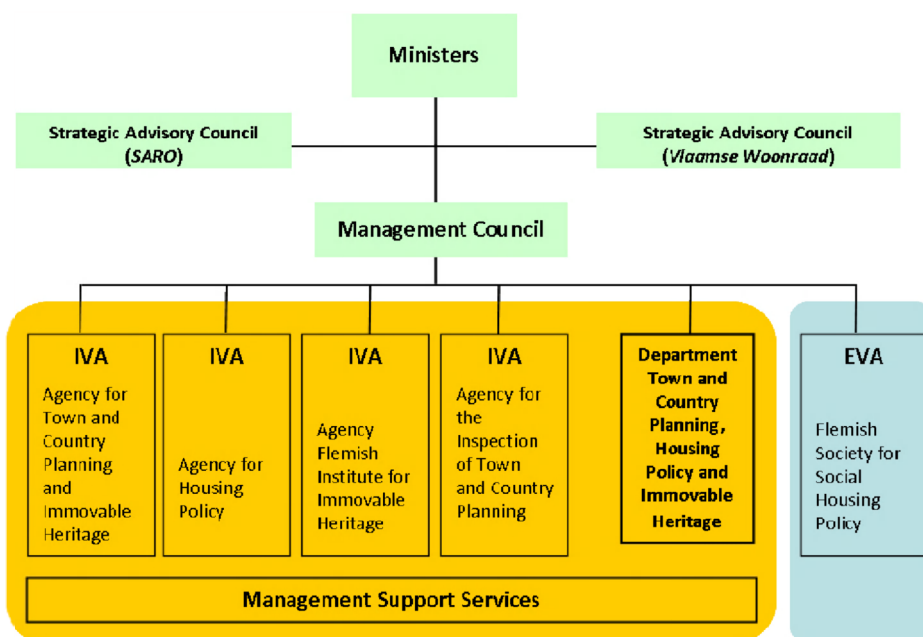 Ministers
Strategic Advisory Council
(SARO)
Strategic Advisory Council
(Vlaamse Woonraad)
Management Council
IVA
Agency for
Town and
Country
Planning
and
Immovable
Heritage
IVA
Agency for
Housing
Policy
IVA
Agency
Flemish
Institute for
Immovable
Heritage
IVA
Agency for
the
Inspection
of Town
and Country
Planning
Department
Town and
Country
Planning,
Housing
Policy and
Immovable
Heritage
EVA
Flemish
Society for
Social
Housing
Policy
Management Support Services